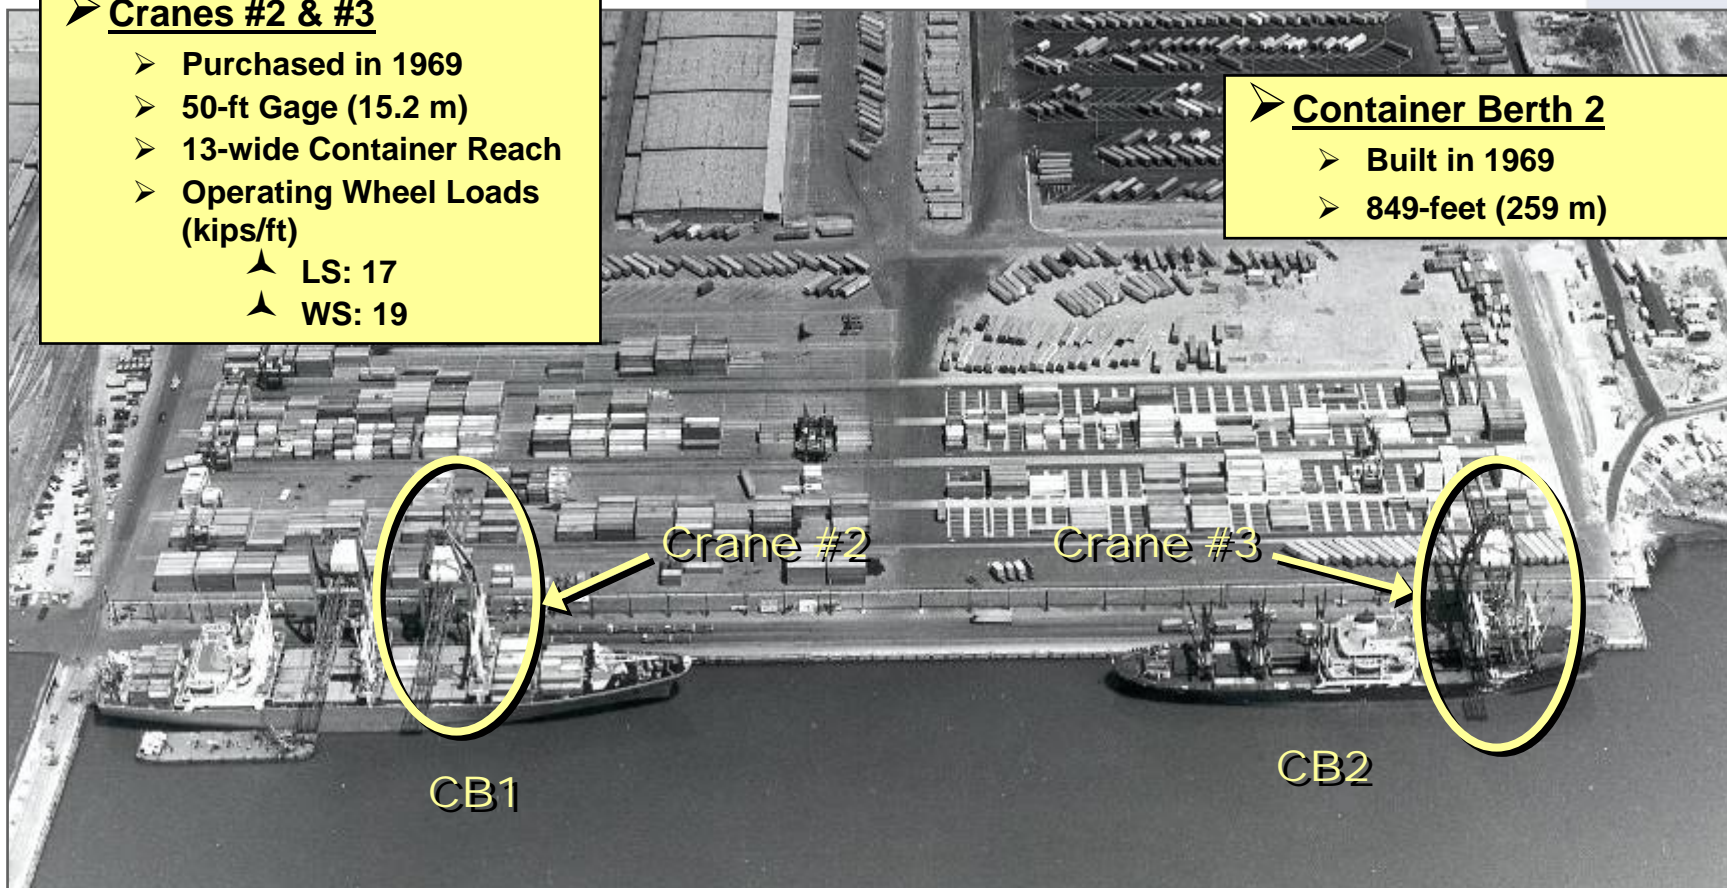 ➢ Cranes #2 & #3
➢ Purchased in 1969
➢ 50-ft Gage (15.2 m)
➢ 13-wide Container Reach
➢ Operating Wheel Loads
(kips/ft)
LS: 17
WS: 19
➢ Container Berth 2
➢ Built in 1969
➢ 849-feet (259 m)
Crane #2
Crane #3
CB1
CB2